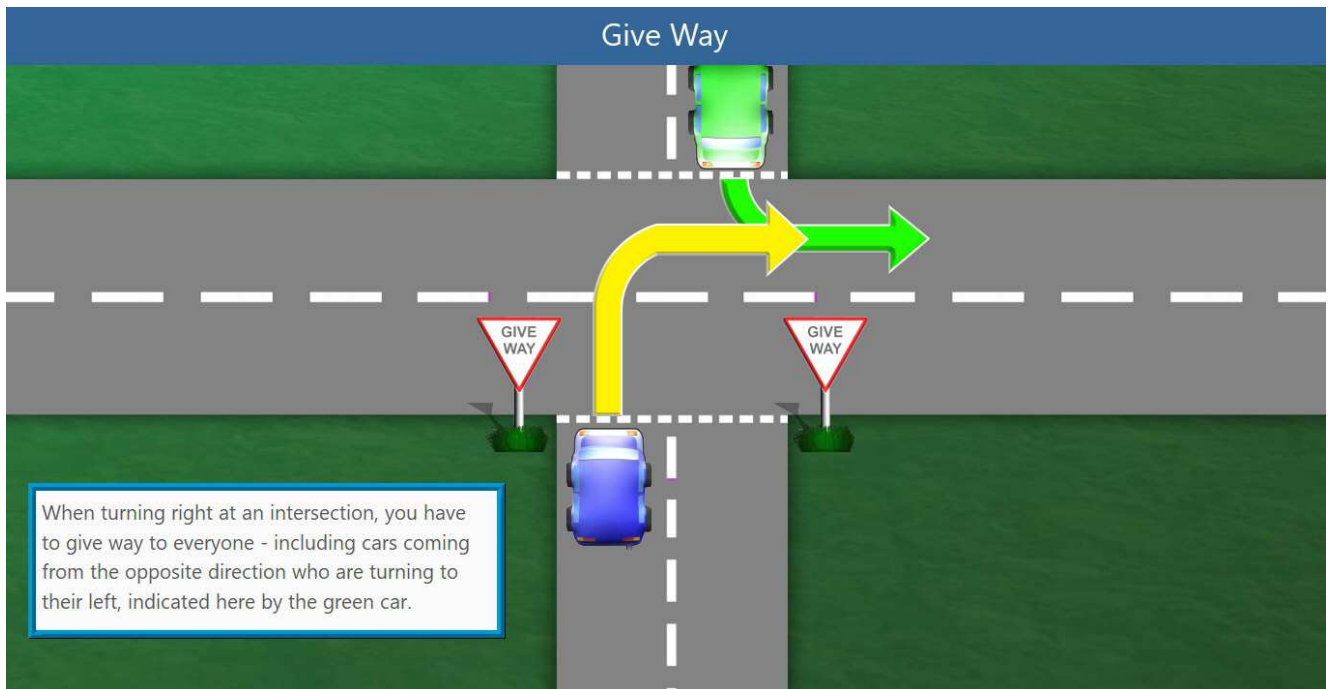 Give Way
GIVE
WAY
GIVE
WAY
When turning right at an intersection, you have
to give way to everyone - including cars coming
from the opposite direction who are turning to
their left, indicated here by the green car.